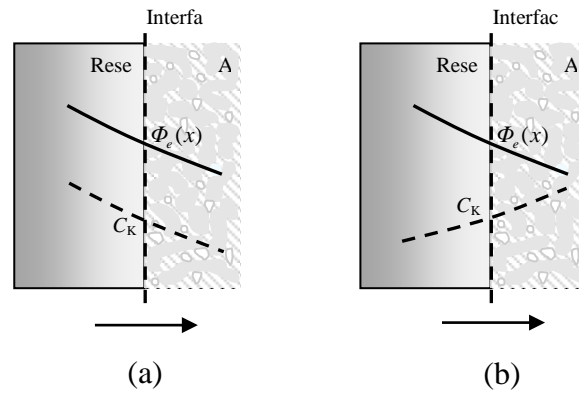 Interfa
Interfac
Rese
A
Rese
A
Φe(x)
Φe(x)
CK
CK
(a)
(b)